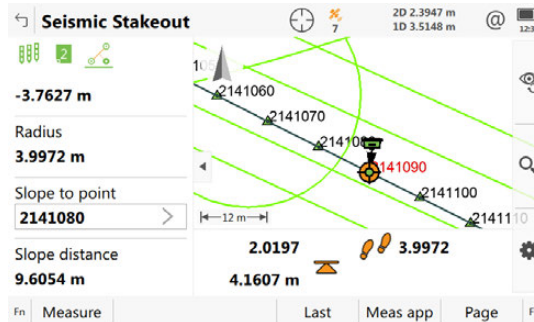 Seismic Stakeout
7
2D 2.3947 m
1D 3.5148 m
@
2
-3.7627 m
Radius
3.9972 m
Slope to point
2141080
Slope distance
9.6054 m
2141060
2141070
2141090
2141100
2141110
12 m
2.0197
3.9972
4.1607 m
Fn
Measure
Last
Meas app
Page